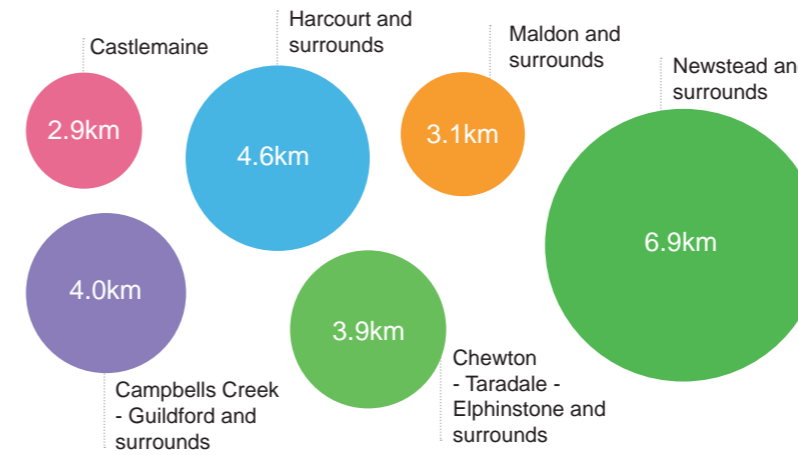 Castlemaine
2.9km
Harcourt and
surrounds
4.6km
Maldon and
surrounds
3.1km
Newstead an
surrounds
6.9km
4.0km
Campbells Creek
- Guildford and
surrounds
3.9km
Chewton
- Taradale -
Elphinstone and
surrounds